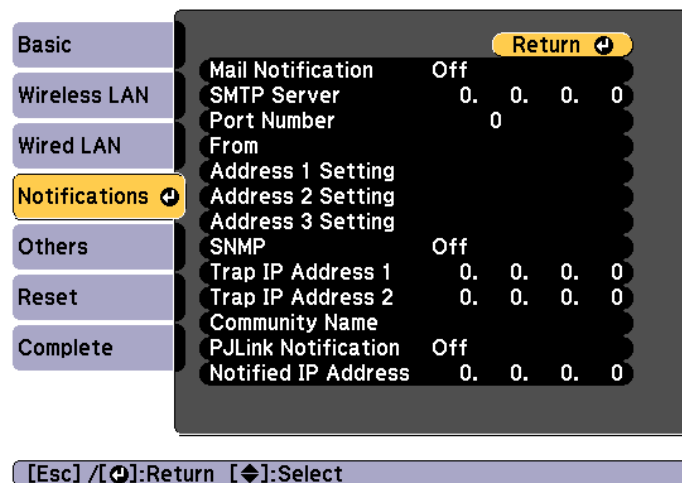 Basic
Wireless LAN
Wired LAN
Notifications
Others
Reset
Complete
Return
Mail Notification Off
SMTP Server 0. 0. 0. 0
Port Number 0
From
Address 1 Setting
Address 2 Setting
Address 3 Setting
SNMP Off
Trap IP Address 1 0. 0. 0. 0
Trap IP Address 2 0. 0. 0. 0
Community Name
PJLink Notification Off
Notified IP Address 0. 0. 0. 0
[Esc] /[⏎]:Return [◆]:Select